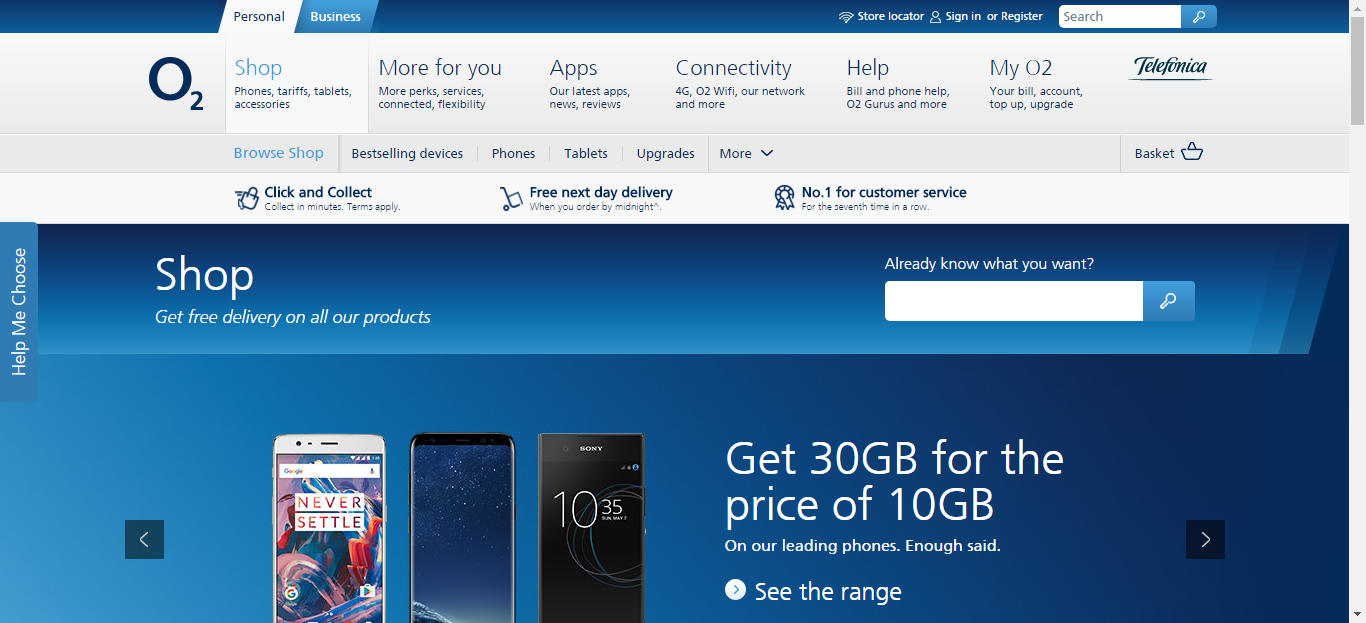 Personal
Business
Store locator
Sign in or Register
Search
O2
Shop
Phones, tariffs, tablets,
accessories
More for you
More perks, services,
connected, flexibility
Apps
Our latest apps,
news, reviews
Connectivity
4G, O2 Wifi, our network
and more
Help
Bill and phone help,
O2 Gurus and more
My O2
Your bill, account,
top up, upgrade
Telefónica
Browse Shop
Bestselling devices
Phones
Tablets
Upgrades
More
Basket
Click and Collect
Collect in minutes. Terms apply.
Free next day delivery
When you order by midnight^.
No.1 for customer service
For the seventh time in a row.
Help Me Choose
Shop
Get free delivery on all our products
Already know what you want?
Google
NEVER
SETTLE
SONY
10 35
SUN, MAY 7
Get 30GB for the
price of 10GB
On our leading phones. Enough said.
See the range